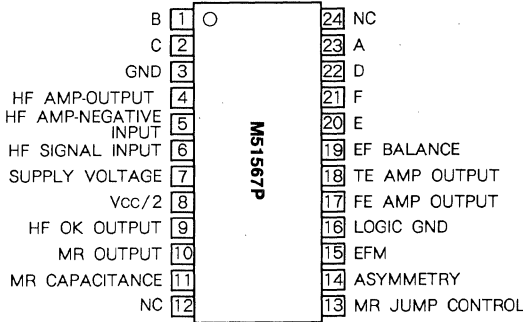 B 1
C 2
GND 3
HF AMP-OUTPUT 4
HF AMP-NEGATIVE
INPUT 5
HF SIGNAL INPUT 6
SUPPLY VOLTAGE 7
Vcc/2 8
HF OK OUTPUT 9
MR OUTPUT 10
MR CAPACITANCE 11
NC 12
M51567P
24 NC
23 A
22 D
21 F
20 E
19 EF BALANCE
18 TE AMP OUTPUT
17 FE AMP OUTPUT
16 LOGIC GND
15 EFM
14 ASYMMETRY
13 MR JUMP CONTROL